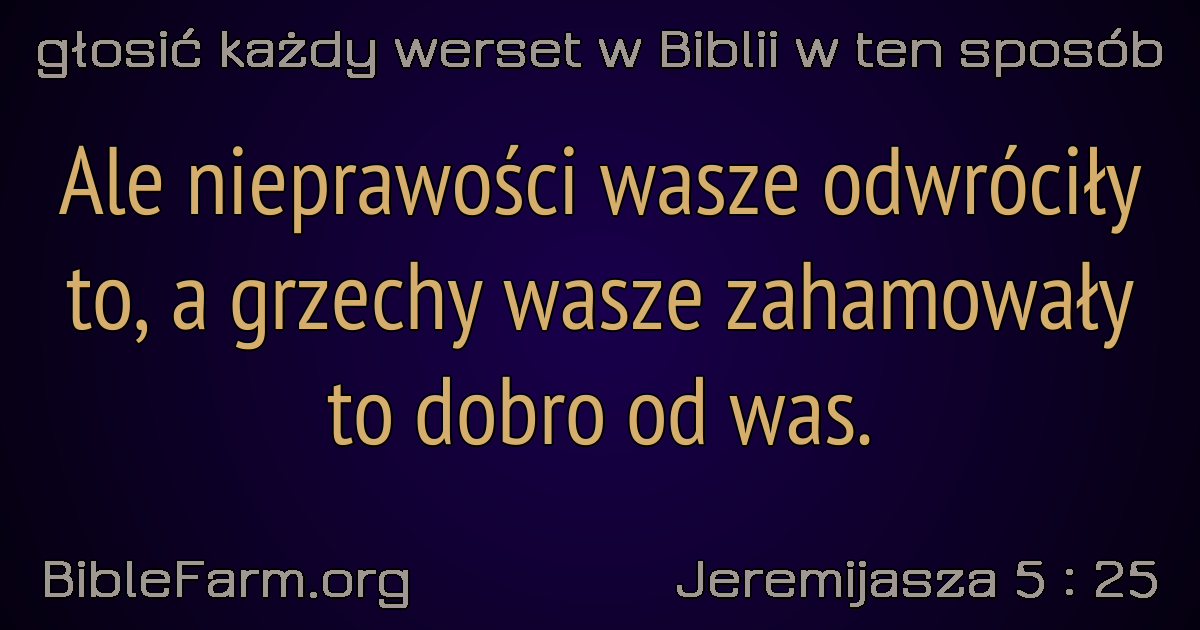 głosić każdy werset w Biblii w ten sposób
Ale nieprawości wasze odwróciły
to, a grzechy wasze zahamowały
to dobro od was.
BibleFarm.org
Jeremijasza 5 : 25